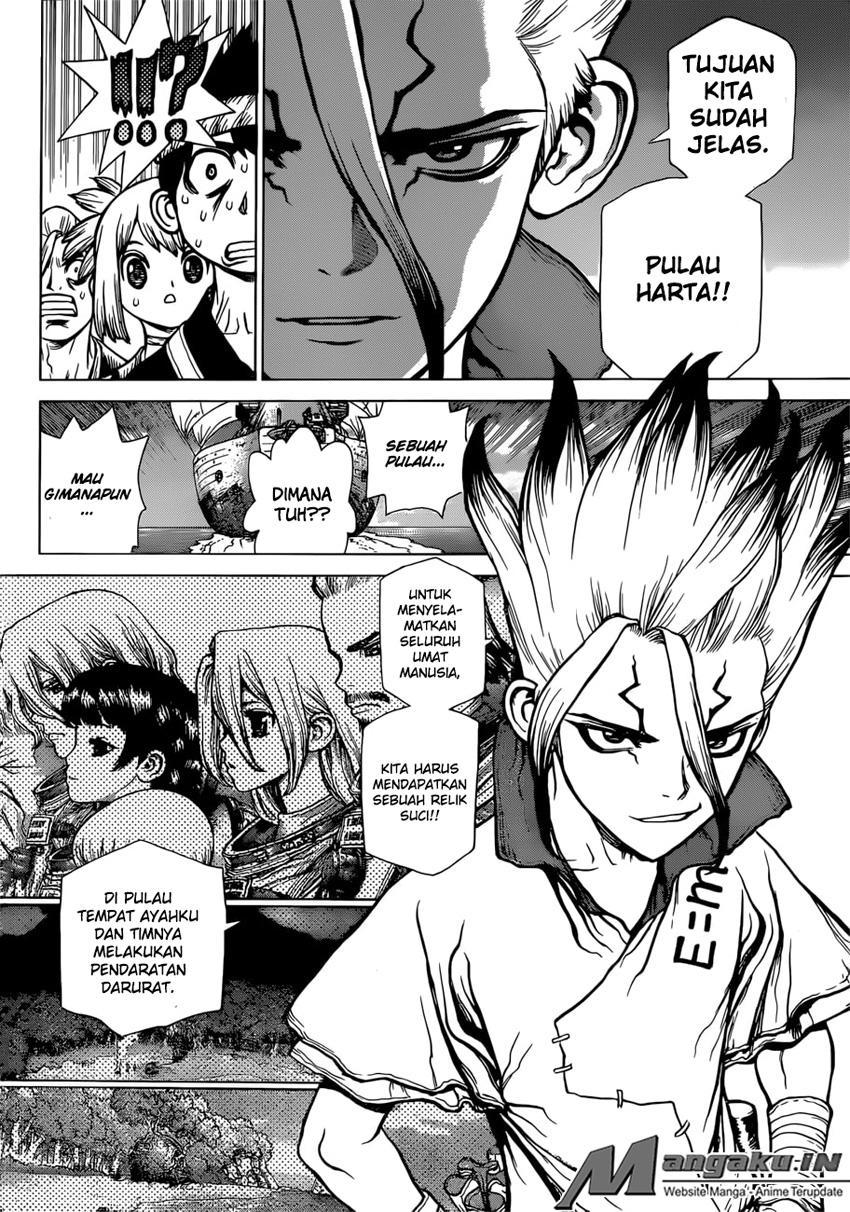 !!!?
TUJUAN
KITA
SUDAH
JELAS.
PULAU
HARTA!!
MAU
GIMANAPUN
...
DIMANA
TUH??
SEBUAH
PULAU...
UNTUK
MENYELA-
MATKAN
SELURUH
UMAT
MANUSIA,
KITA HARUS
MENDAPATKAN
SEBUAH RELIK
SUCI!!
DI PULAU
TEMPAT AYAHKU
DAN TIMNYA
MELAKUKAN
PENDARATAN
DARURAT.
E=m
Mangaku.iN
Website Manga - Anime Terupdate